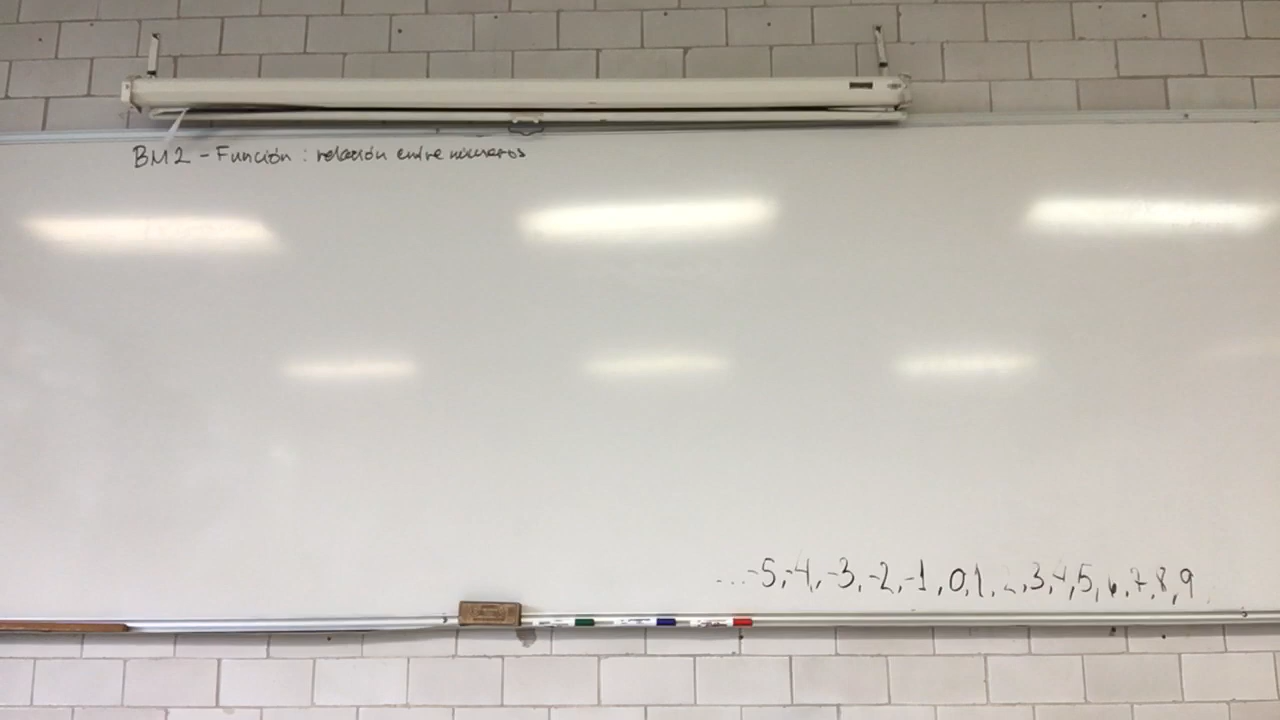 BM2 - Función : relación entre números
...-5,-4,-3,-2,-1,0,1,2,3,4,5,6,7,8,9